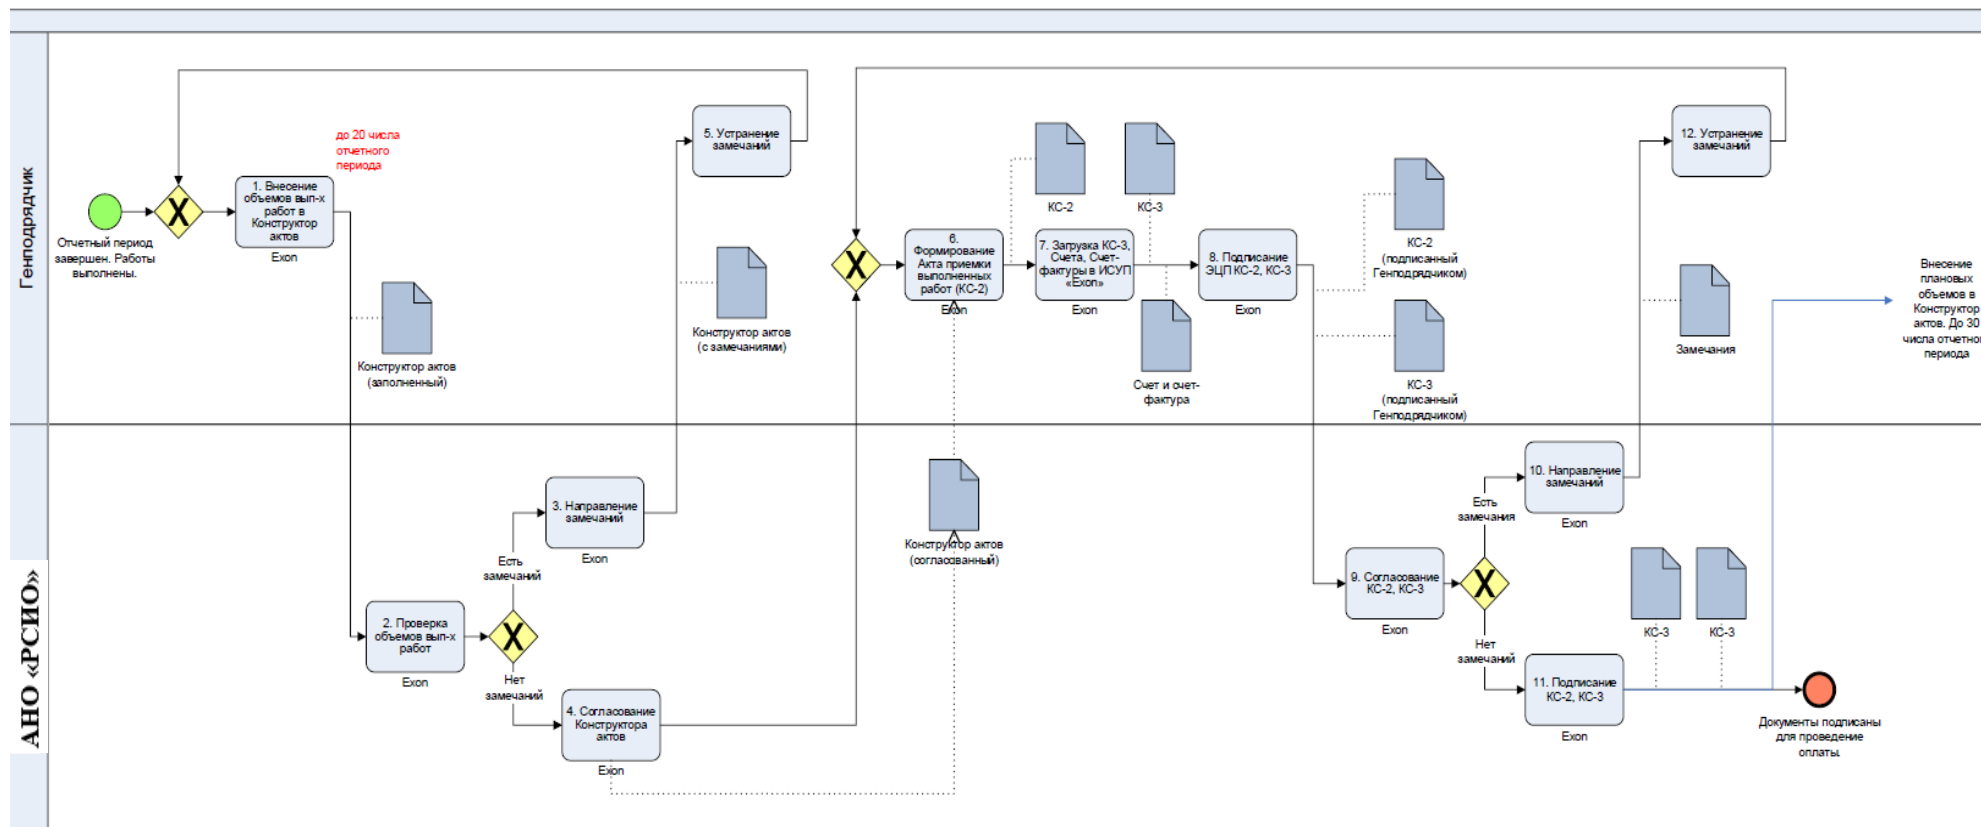 Генподрядчик
АНО «РСИО»
Отчетный период
завершен. Работы
выполнены.
X
1. Внесение
объемов вып-х
работ в
Конструктор
актов
Exon
до 20 числа
отчетного
периода
Конструктор актов
(заполненный)
2. Проверка
объемов вып-х
работ
Exon
X
Есть
замечаний
Нет
замечаний
3. Направление
замечаний
Exon
4. Согласование
Конструктора
актов
Exon
5. Устранение
замечаний
Конструктор актов
(с замечаниями)
X
6.
Формирование
Акта приемки
выполненных
работ (КС-2)
Exon
Конструктор актов
(согласованный)
КС-2
7. Загрузка КС-3,
Счета, Счет-
фактуры в ИСУП
«Exon»
Exon
КС-3
Счет и счет-
фактура
8. Подписание
ЭЦП КС-2, КС-3
Exon
КС-2
(подписанный
Генподрядчиком)
КС-3
(подписанный
Генподрядчиком)
9. Согласование
КС-2, КС-3
Exon
X
Есть
замечания
Нет
замечаний
10. Направление
замечаний
Exon
11. Подписание
КС-2, КС-3
Exon
12. Устранение
замечаний
Замечания
КС-3
КС-3
Внесение
плановых
объемов в
Конструктор
актов. До 30
числа отчетног
периода
Документы подписаны
для проведение
оплаты.